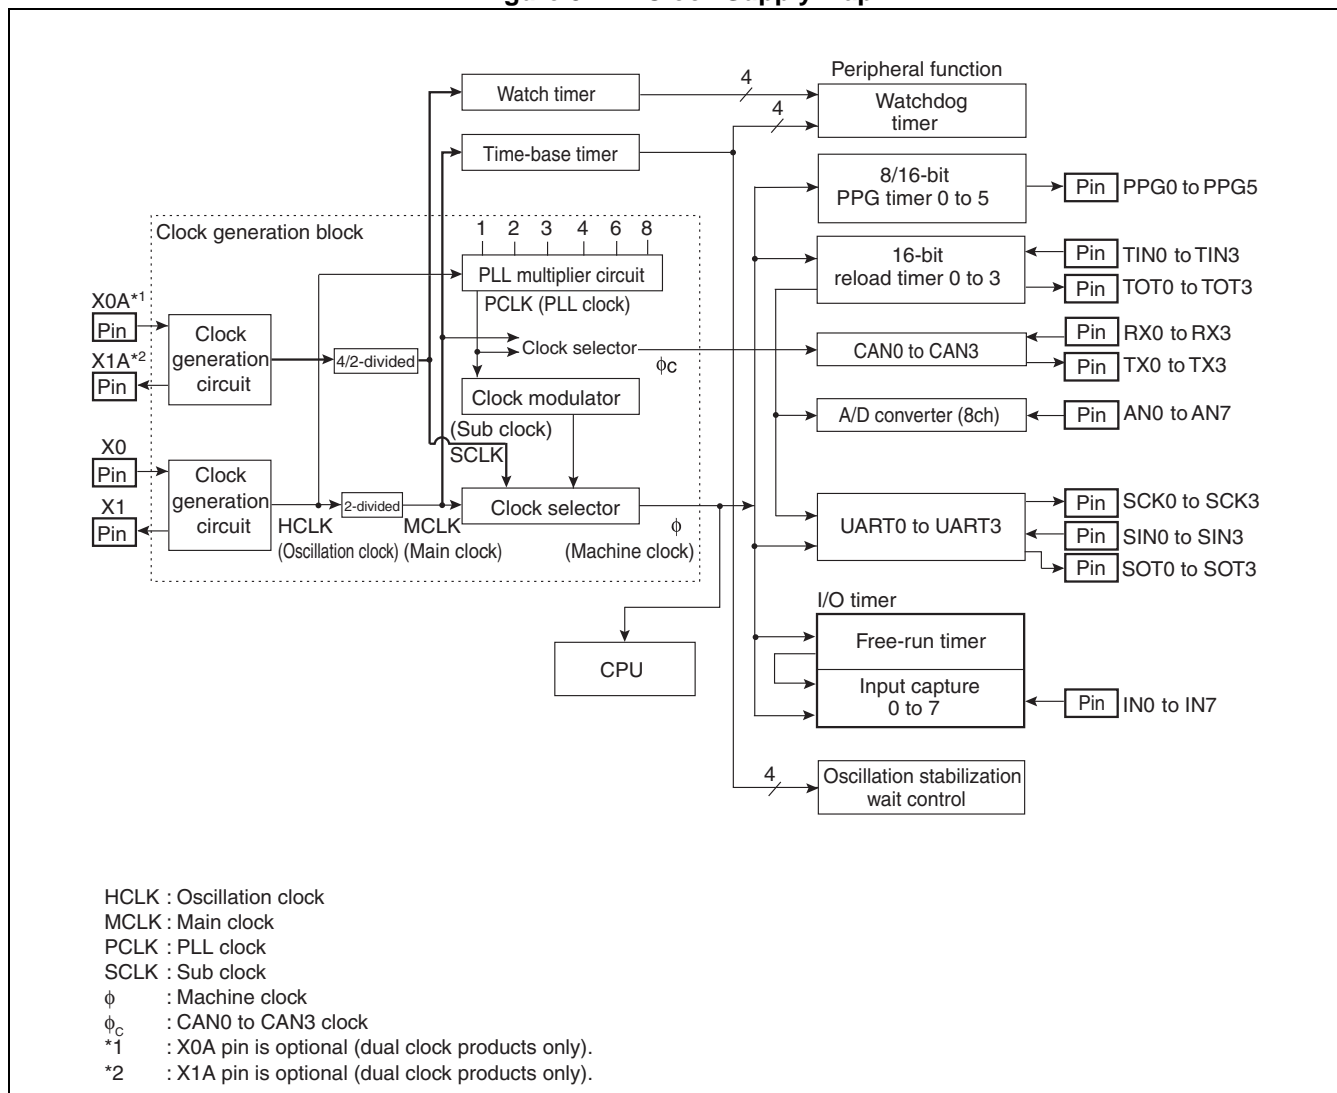 Peripheral function
Watch timer
4
Watchdog
timer
4
Time-base timer
8/16-bit
PPG timer 0 to 5
Pin
PPG0 to PPG5
Clock generation block
1 2 3 4 6 8
PLL multiplier circuit
PCLK (PLL clock)
16-bit
reload timer 0 to 3
Pin
TIN0 to TIN3
Pin
TOT0 to TOT3
X0A*1
Pin
X1A*2
Pin
Clock
generation
circuit
4/2-divided
Clock selector
ϕC
CAN0 to CAN3
Pin
RX0 to RX3
Pin
TX0 to TX3
Clock modulator
A/D converter (8ch)
Pin
AN0 to AN7
(Sub clock)
SCLK
X0
Pin
X1
Pin
Clock
generation
circuit
HCLK
(Oscillation clock)
2-divided
MCLK
(Main clock)
Clock selector
ϕ
(Machine clock)
UART0 to UART3
Pin
SCK0 to SCK3
Pin
SIN0 to SIN3
Pin
SOT0 to SOT3
CPU
I/O timer
Free-run timer
Input capture
0 to 7
Pin
IN0 to IN7
4
Oscillation stabilization
wait control
HCLK : Oscillation clock
MCLK : Main clock
PCLK : PLL clock
SCLK : Sub clock
ϕ : Machine clock
ϕC : CAN0 to CAN3 clock
*1 : X0A pin is optional (dual clock products only).
*2 : X1A pin is optional (dual clock products only).